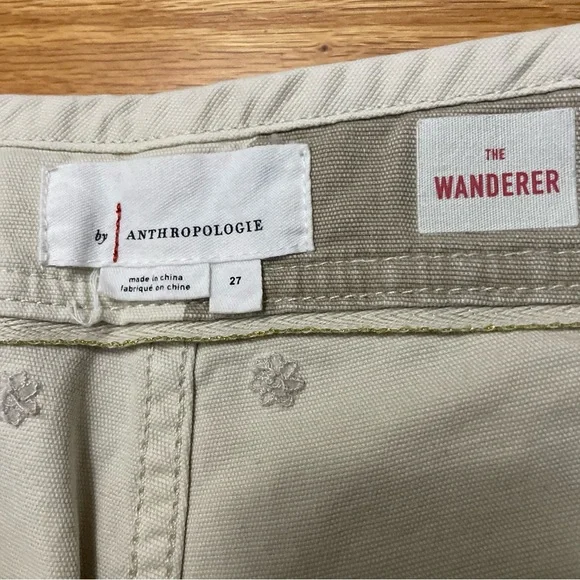 by ANTHROPOLOGIE
made in china
fabriqué en chine
27
THE
WANDERER